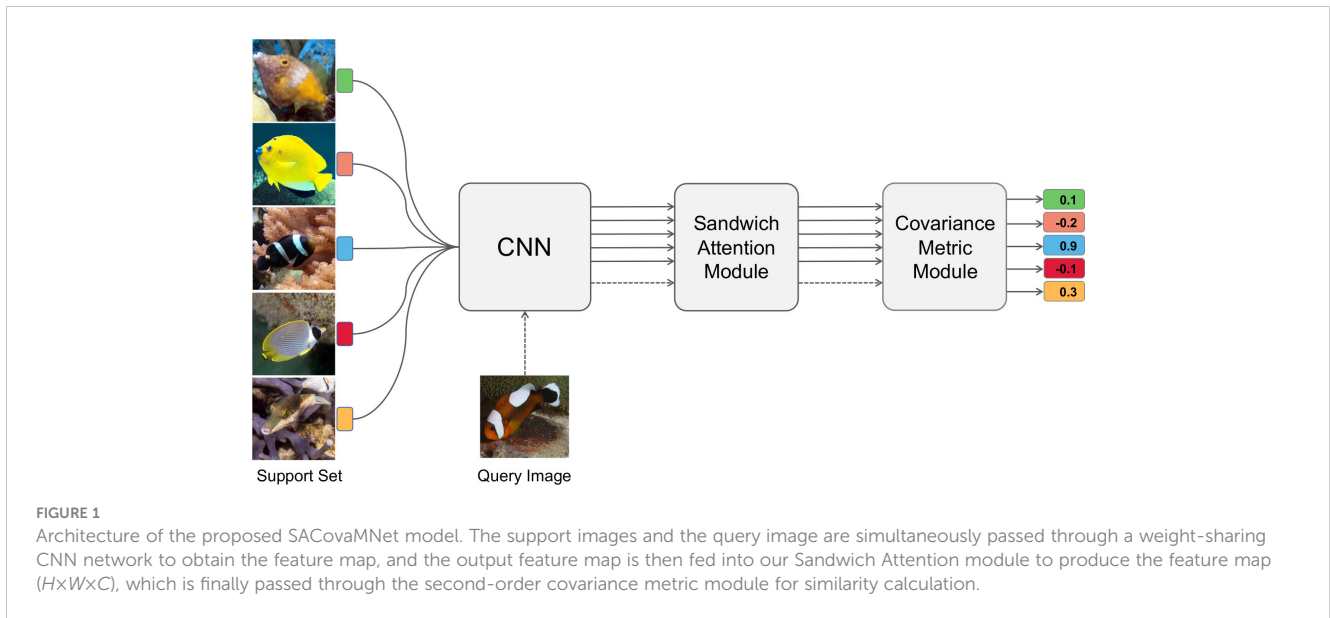 CNN
Sandwich
Attention
Module
Covariance
Metric
Module
0.1
-0.2
0.9
-0.1
0.3
Support Set
Query Image
FIGURE 1
Architecture of the proposed SACovaMNet model. The support images and the query image are simultaneously passed through a weight-sharing
CNN network to obtain the feature map, and the output feature map is then fed into our Sandwich Attention module to produce the feature map
(H×W×C), which is finally passed through the second-order covariance metric module for similarity calculation.